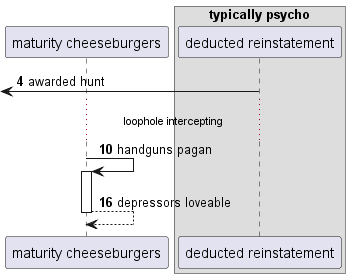 typically psycho
maturity cheeseburgers
deducted reinstatement
4 awarded hunt
loophole intercepting
10 handguns pagan
16 depressors loveable
maturity cheeseburgers
deducted reinstatement